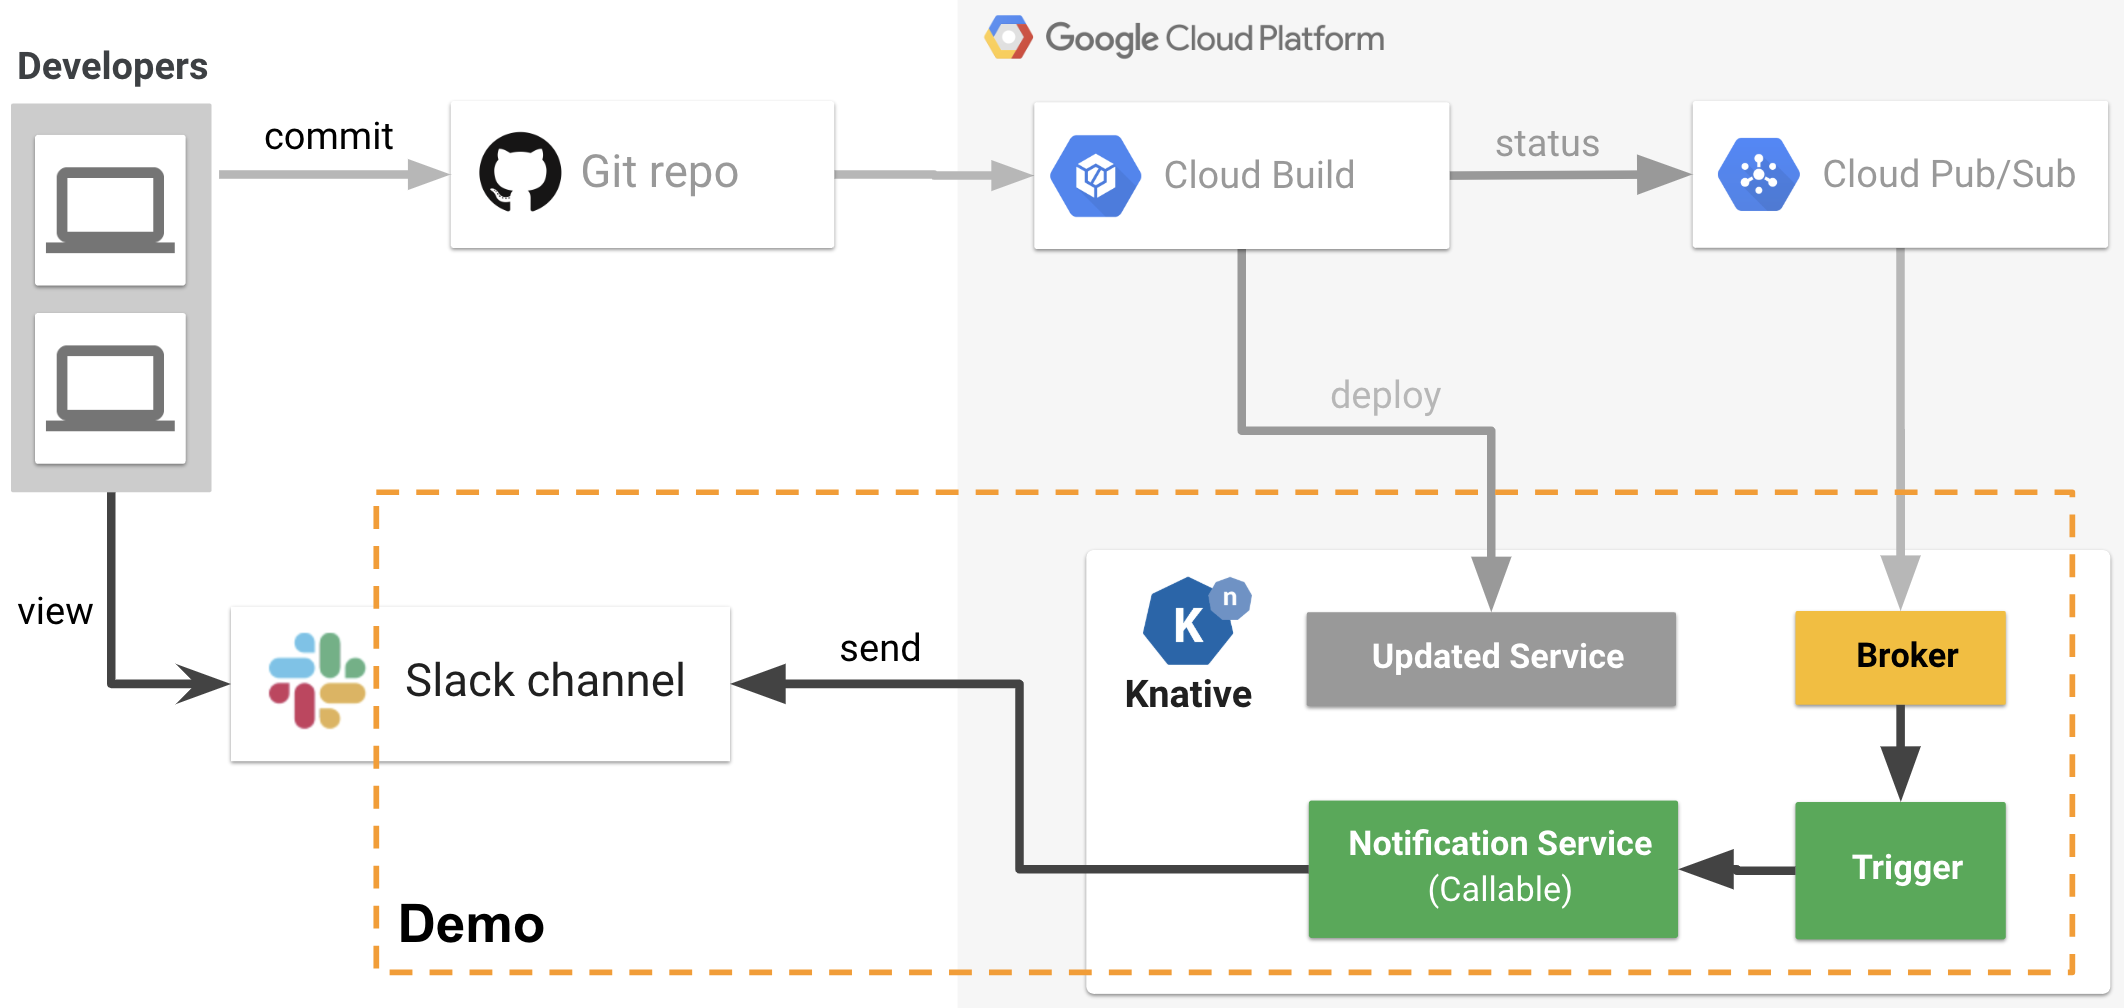 Google Cloud Platform
Developers
commit
Git repo
Cloud Build
status
Cloud Pub/Sub
deploy
view
Slack channel
send
K
n
Knative
Updated Service
Broker
Notification Service
(Callable)
Trigger
Demo